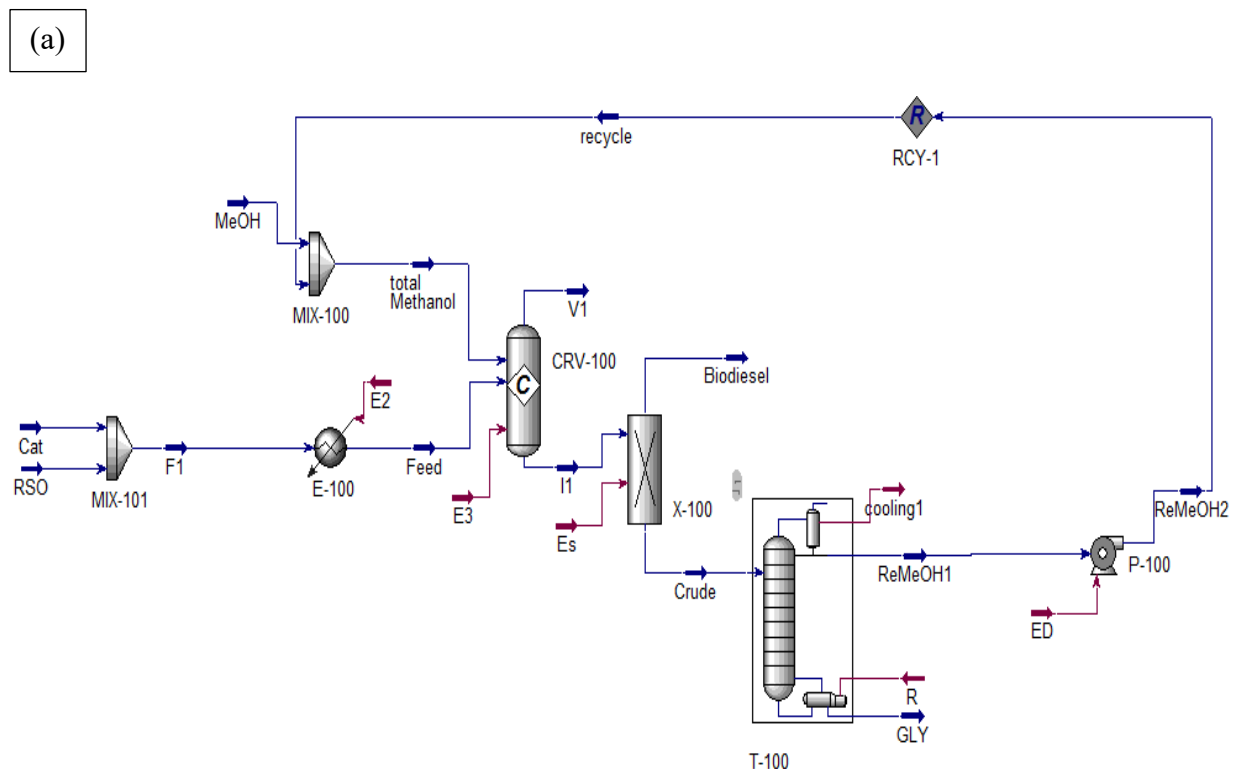 (a)
R
recycle
RCY-1
MeOH
total
Methanol
MIX-100
V1
C
CRV-100
Biodiesel
E2
Cat
RSO
F1
Feed
MIX-101
E-100
E3
I1
Es
X-100
cooling1
ReMeOH2
ReMeOH1
P-100
Crude
ED
R
GLY
T-100